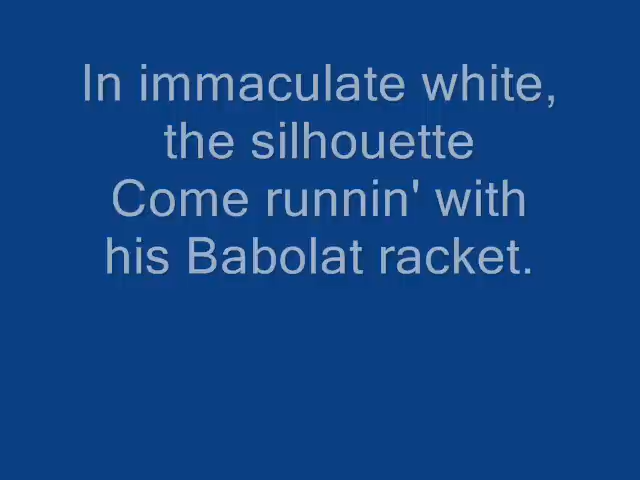 In immaculate white,
the silhouette
Come runnin' with
his Babolat racket.